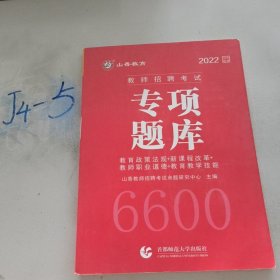 J4-5
山香教育
2022
教师招聘考试
专项
题库
教育政策法规·新课程改革·
教师职业道德·教育教学技能
山香教师招聘考试命题研究中心 主编
6600
首都师范大学出版社